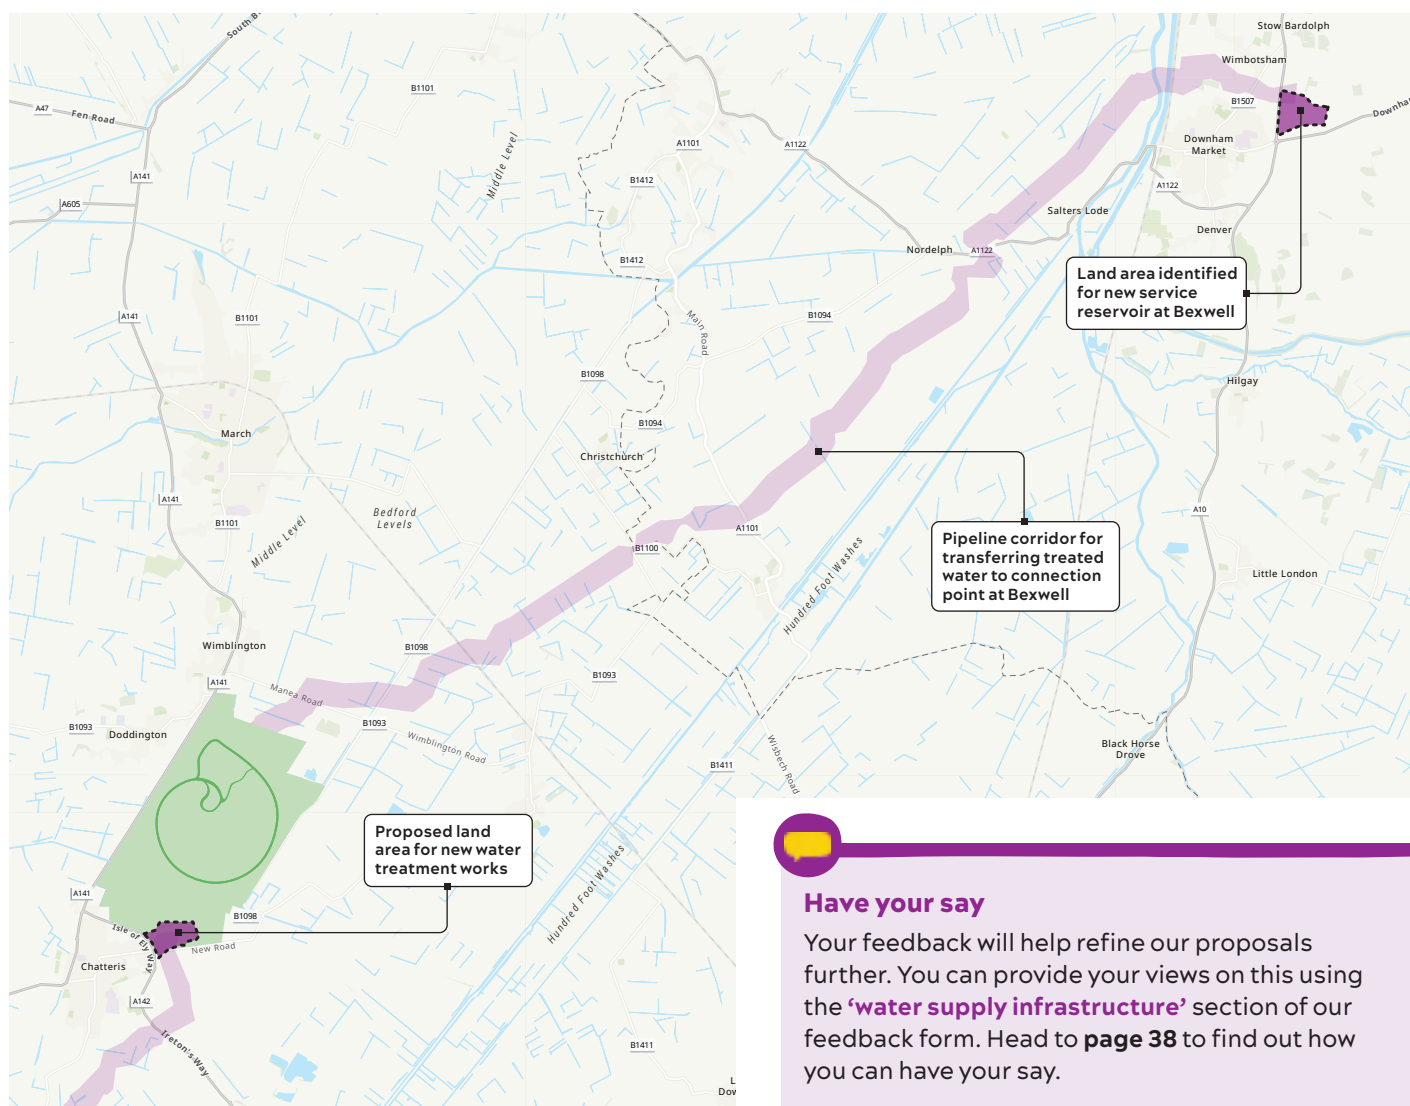 South B
Stow Bardolph
Wimbotsham
A47
Fen Road
B1101
B1507
Downha
A1101
A1122
Downham
Market
Middle Level
A141
B1412
A1122
A605
Salters Lode
Denver
Nordelph
A1122
B1412
Land area identified
for new service
reservoir at Bexwell
A141
B1101
Main Road
B1094
B1098
Hilgay
March
B1094
Christchurch
A141
B1101
Bedford
Levels
Middle Level
A1101
A10
B1100
Pipeline corridor for
transferring treated
water to connection
point at Bexwell
Hundred Foot Washes
Little London
Wimblington
B1098
B1093
A141
Manea Road
B1093
Doddington
B1093
Wimblington Road
Wisbech Road
Black Horse
Drove
B1411
Proposed land
area for new water
treatment works
Hundred Foot Washes
A141
B1098
Isle of Ely Way
New Road
Chatteris
A142
Ireton's Way
B1411
L
Dow
Have your say
Your feedback will help refine our proposals
further. You can provide your views on this using
the ‘water supply infrastructure’ section of our
feedback form. Head to page 38 to find out how
you can have your say.